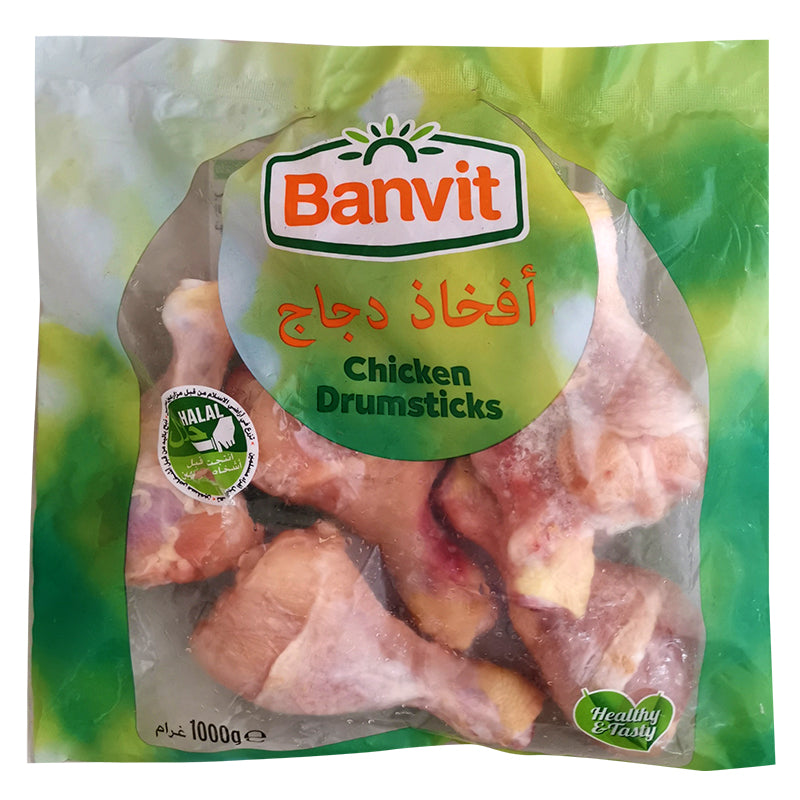 Banvit
أفخاذ دجاج
Chicken
Drumsticks
HALAL
حلال
1000g ℮ غرام
Healthy
& Tasty